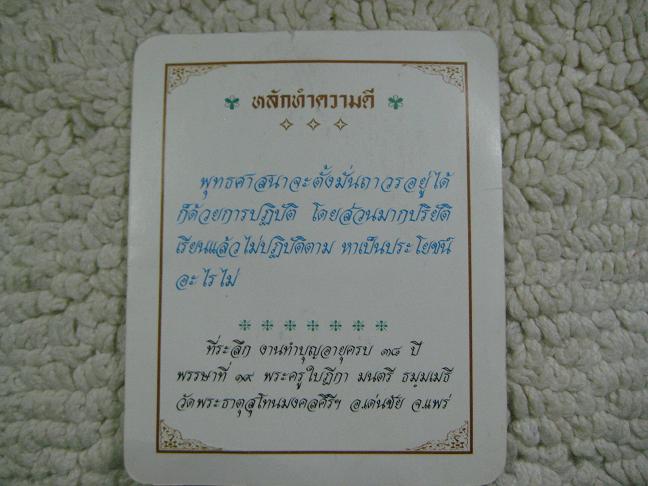 หลักทำความดี
พุทธศาสนาจะตั้งมั่นถาวรอยู่ได้
ก็ด้วยการปฏิบัติ โดยส่วนมากปริยัติ
เรียนแล้วไม่ปฏิบัติตาม หาเป็นประโยชน์
อะไรไม่
ที่ระลึก งานทำบุญอายุครบ ๓๘ ปี
พรรษาที่ ๑๙ พระครูใบฎีกา มนตรี ธมฺมเมธี
วัดพระธาตุสุโทนมงคลคีรีฯ อ.เด่นชัย จ.แพร่